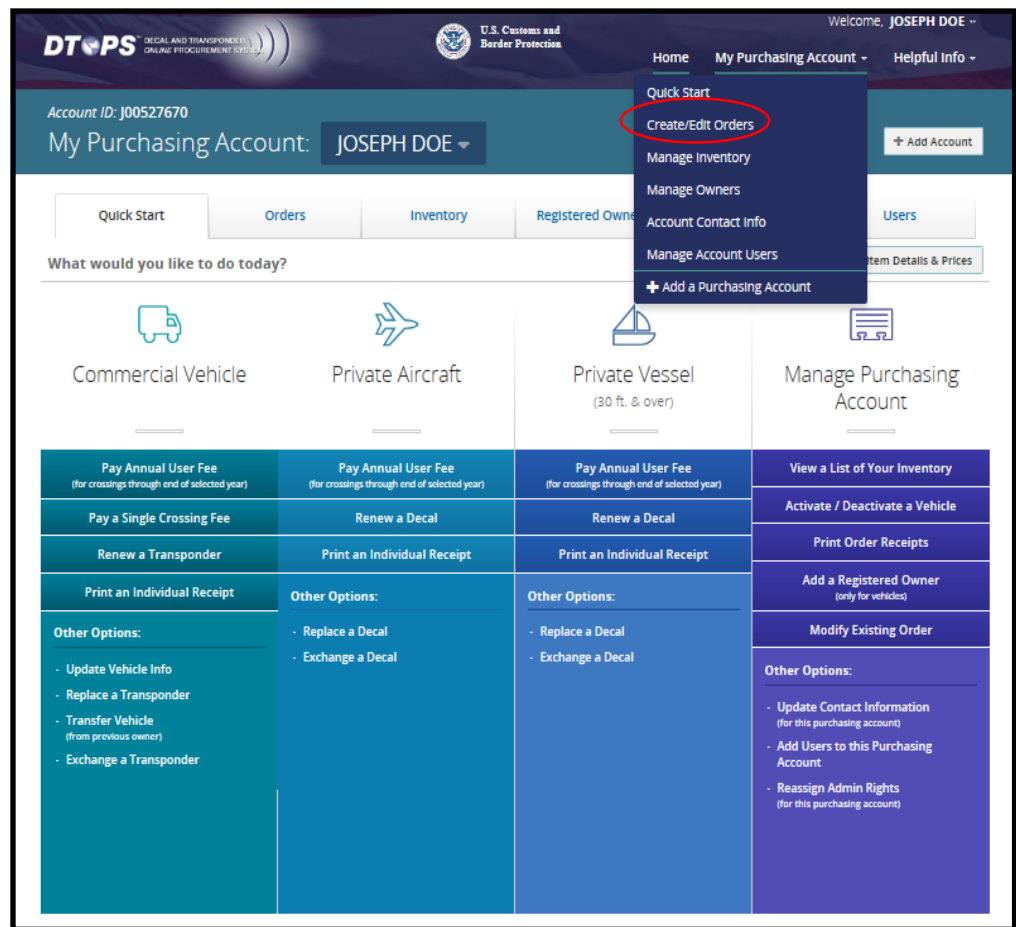 Welcome, JOSEPH DOE
DTOPS DECAL AND TRANSPONDER
ONLINE PROCUREMENT SYSTEM
U.S. Customs and
Border Protection
Home My Purchasing Account Helpful Info
Account ID: J00527670
My Purchasing Account: JOSEPH DOE
+ Add Account
Quick Start
Create/Edit Orders
Manage Inventory
Manage Owners
Account Contact Info
Manage Account Users
+ Add a Purchasing Account
Quick Start Orders Inventory Registered Owne Users
What would you like to do today?
Item Details & Prices
Commercial Vehicle
Pay Annual User Fee
(for crossings through end of selected year)
Pay a Single Crossing Fee
Renew a Transponder
Print an Individual Receipt
Other Options:
- Update Vehicle Info
- Replace a Transponder
- Transfer Vehicle
(from previous owner)
- Exchange a Transponder
Private Aircraft
Pay Annual User Fee
(for crossings through end of selected year)
Renew a Decal
Print an Individual Receipt
Other Options:
- Replace a Decal
- Exchange a Decal
Private Vessel
(30 ft. & over)
Pay Annual User Fee
(for crossings through end of selected year)
Renew a Decal
Print an Individual Receipt
Other Options:
- Replace a Decal
- Exchange a Decal
Manage Purchasing
Account
View a List of Your Inventory
Activate / Deactivate a Vehicle
Print Order Receipts
Add a Registered Owner
(only for vehicles)
Modify Existing Order
Other Options:
- Update Contact Information
(for this purchasing account)
- Add Users to this Purchasing
Account
- Reassign Admin Rights
(for this purchasing account)